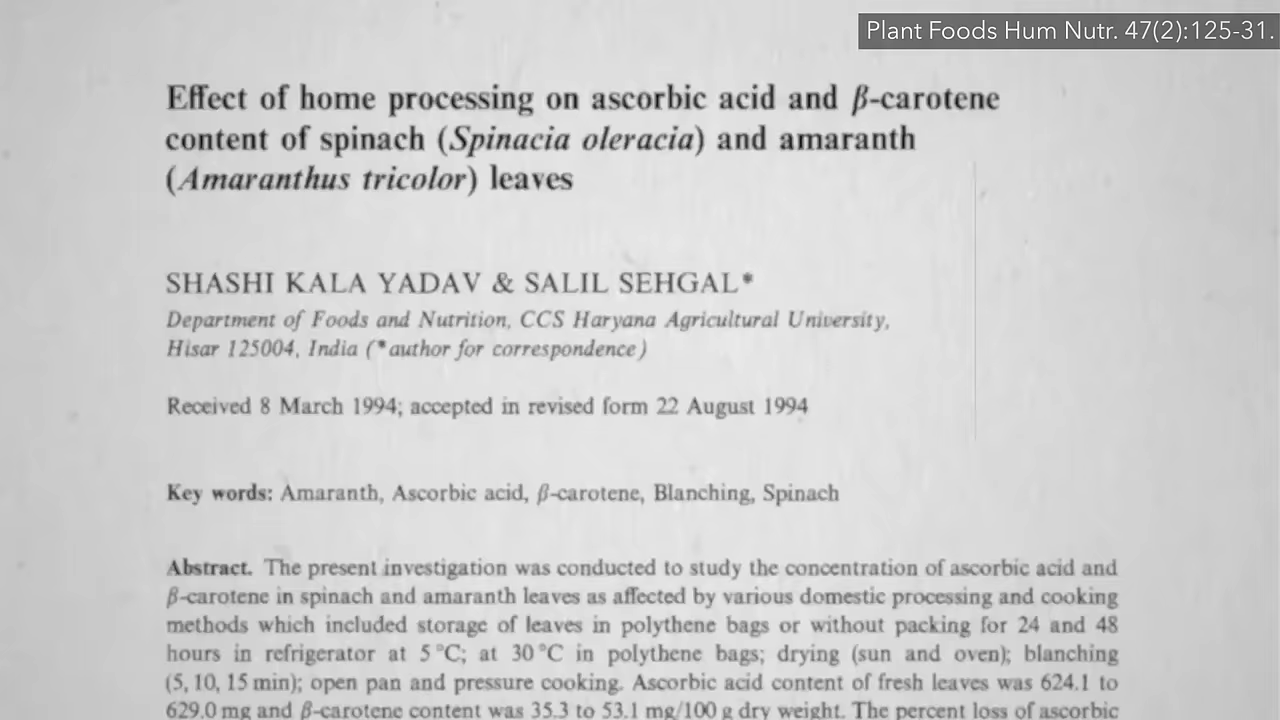 Plant Foods Hum Nutr. 47(2):125-31.
Effect of home processing on ascorbic acid and β-carotene
content of spinach (Spinacia oleracia) and amaranth
(Amaranthus tricolor) leaves
SHASHI KALA YADAV & SALIL SEHGAL*
Department of Foods and Nutrition, CCS Haryana Agricultural University,
Hisar 125004, India (*author for correspondence)
Received 8 March 1994; accepted in revised form 22 August 1994
Key words: Amaranth, Ascorbic acid, β-carotene, Blanching, Spinach
Abstract. The present investigation was conducted to study the concentration of ascorbic acid and
β-carotene in spinach and amaranth leaves as affected by various domestic processing and cooking
methods which included storage of leaves in polythene bags or without packing for 24 and 48
hours in refrigerator at 5 °C; at 30 °C in polythene bags; drying (sun and oven); blanching
(5, 10, 15 min); open pan and pressure cooking. Ascorbic acid content of fresh leaves was 624.1 to
629.0 mg and β-carotene content was 35.3 to 53.1 mg/100 g dry weight. The percent loss of ascorbic